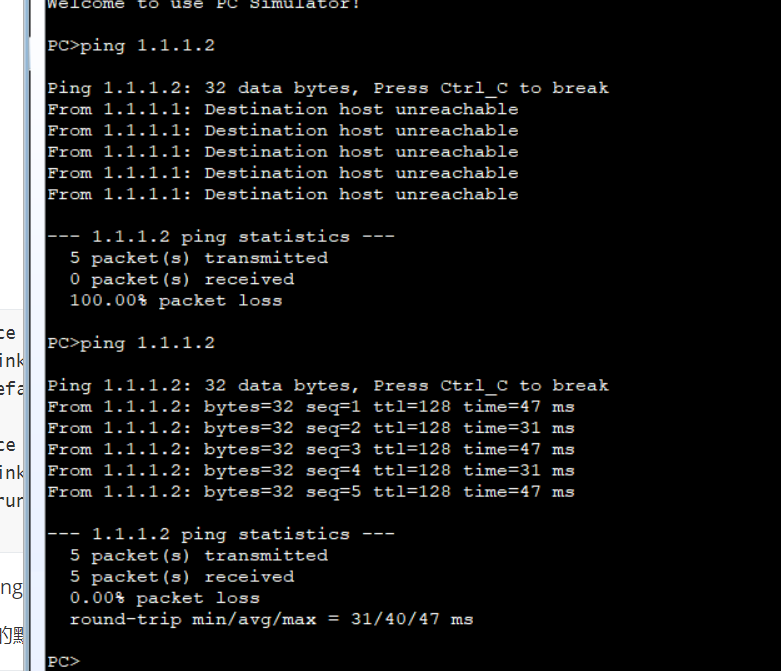 Welcome to use PC Simulator!
PC>ping 1.1.1.2
Ping 1.1.1.2: 32 data bytes, Press Ctrl_C to break
From 1.1.1.1: Destination host unreachable
From 1.1.1.1: Destination host unreachable
From 1.1.1.1: Destination host unreachable
From 1.1.1.1: Destination host unreachable
From 1.1.1.1: Destination host unreachable
--- 1.1.1.2 ping statistics ---
5 packet(s) transmitted
0 packet(s) received
100.00% packet loss
PC>ping 1.1.1.2
Ping 1.1.1.2: 32 data bytes, Press Ctrl_C to break
From 1.1.1.2: bytes=32 seq=1 ttl=128 time=47 ms
From 1.1.1.2: bytes=32 seq=2 ttl=128 time=31 ms
From 1.1.1.2: bytes=32 seq=3 ttl=128 time=47 ms
From 1.1.1.2: bytes=32 seq=4 ttl=128 time=31 ms
From 1.1.1.2: bytes=32 seq=5 ttl=128 time=47 ms
--- 1.1.1.2 ping statistics ---
5 packet(s) transmitted
5 packet(s) received
0.00% packet loss
round-trip min/avg/max = 31/40/47 ms
PC>
ce
ink
efa
ce
ink
run
ng
的